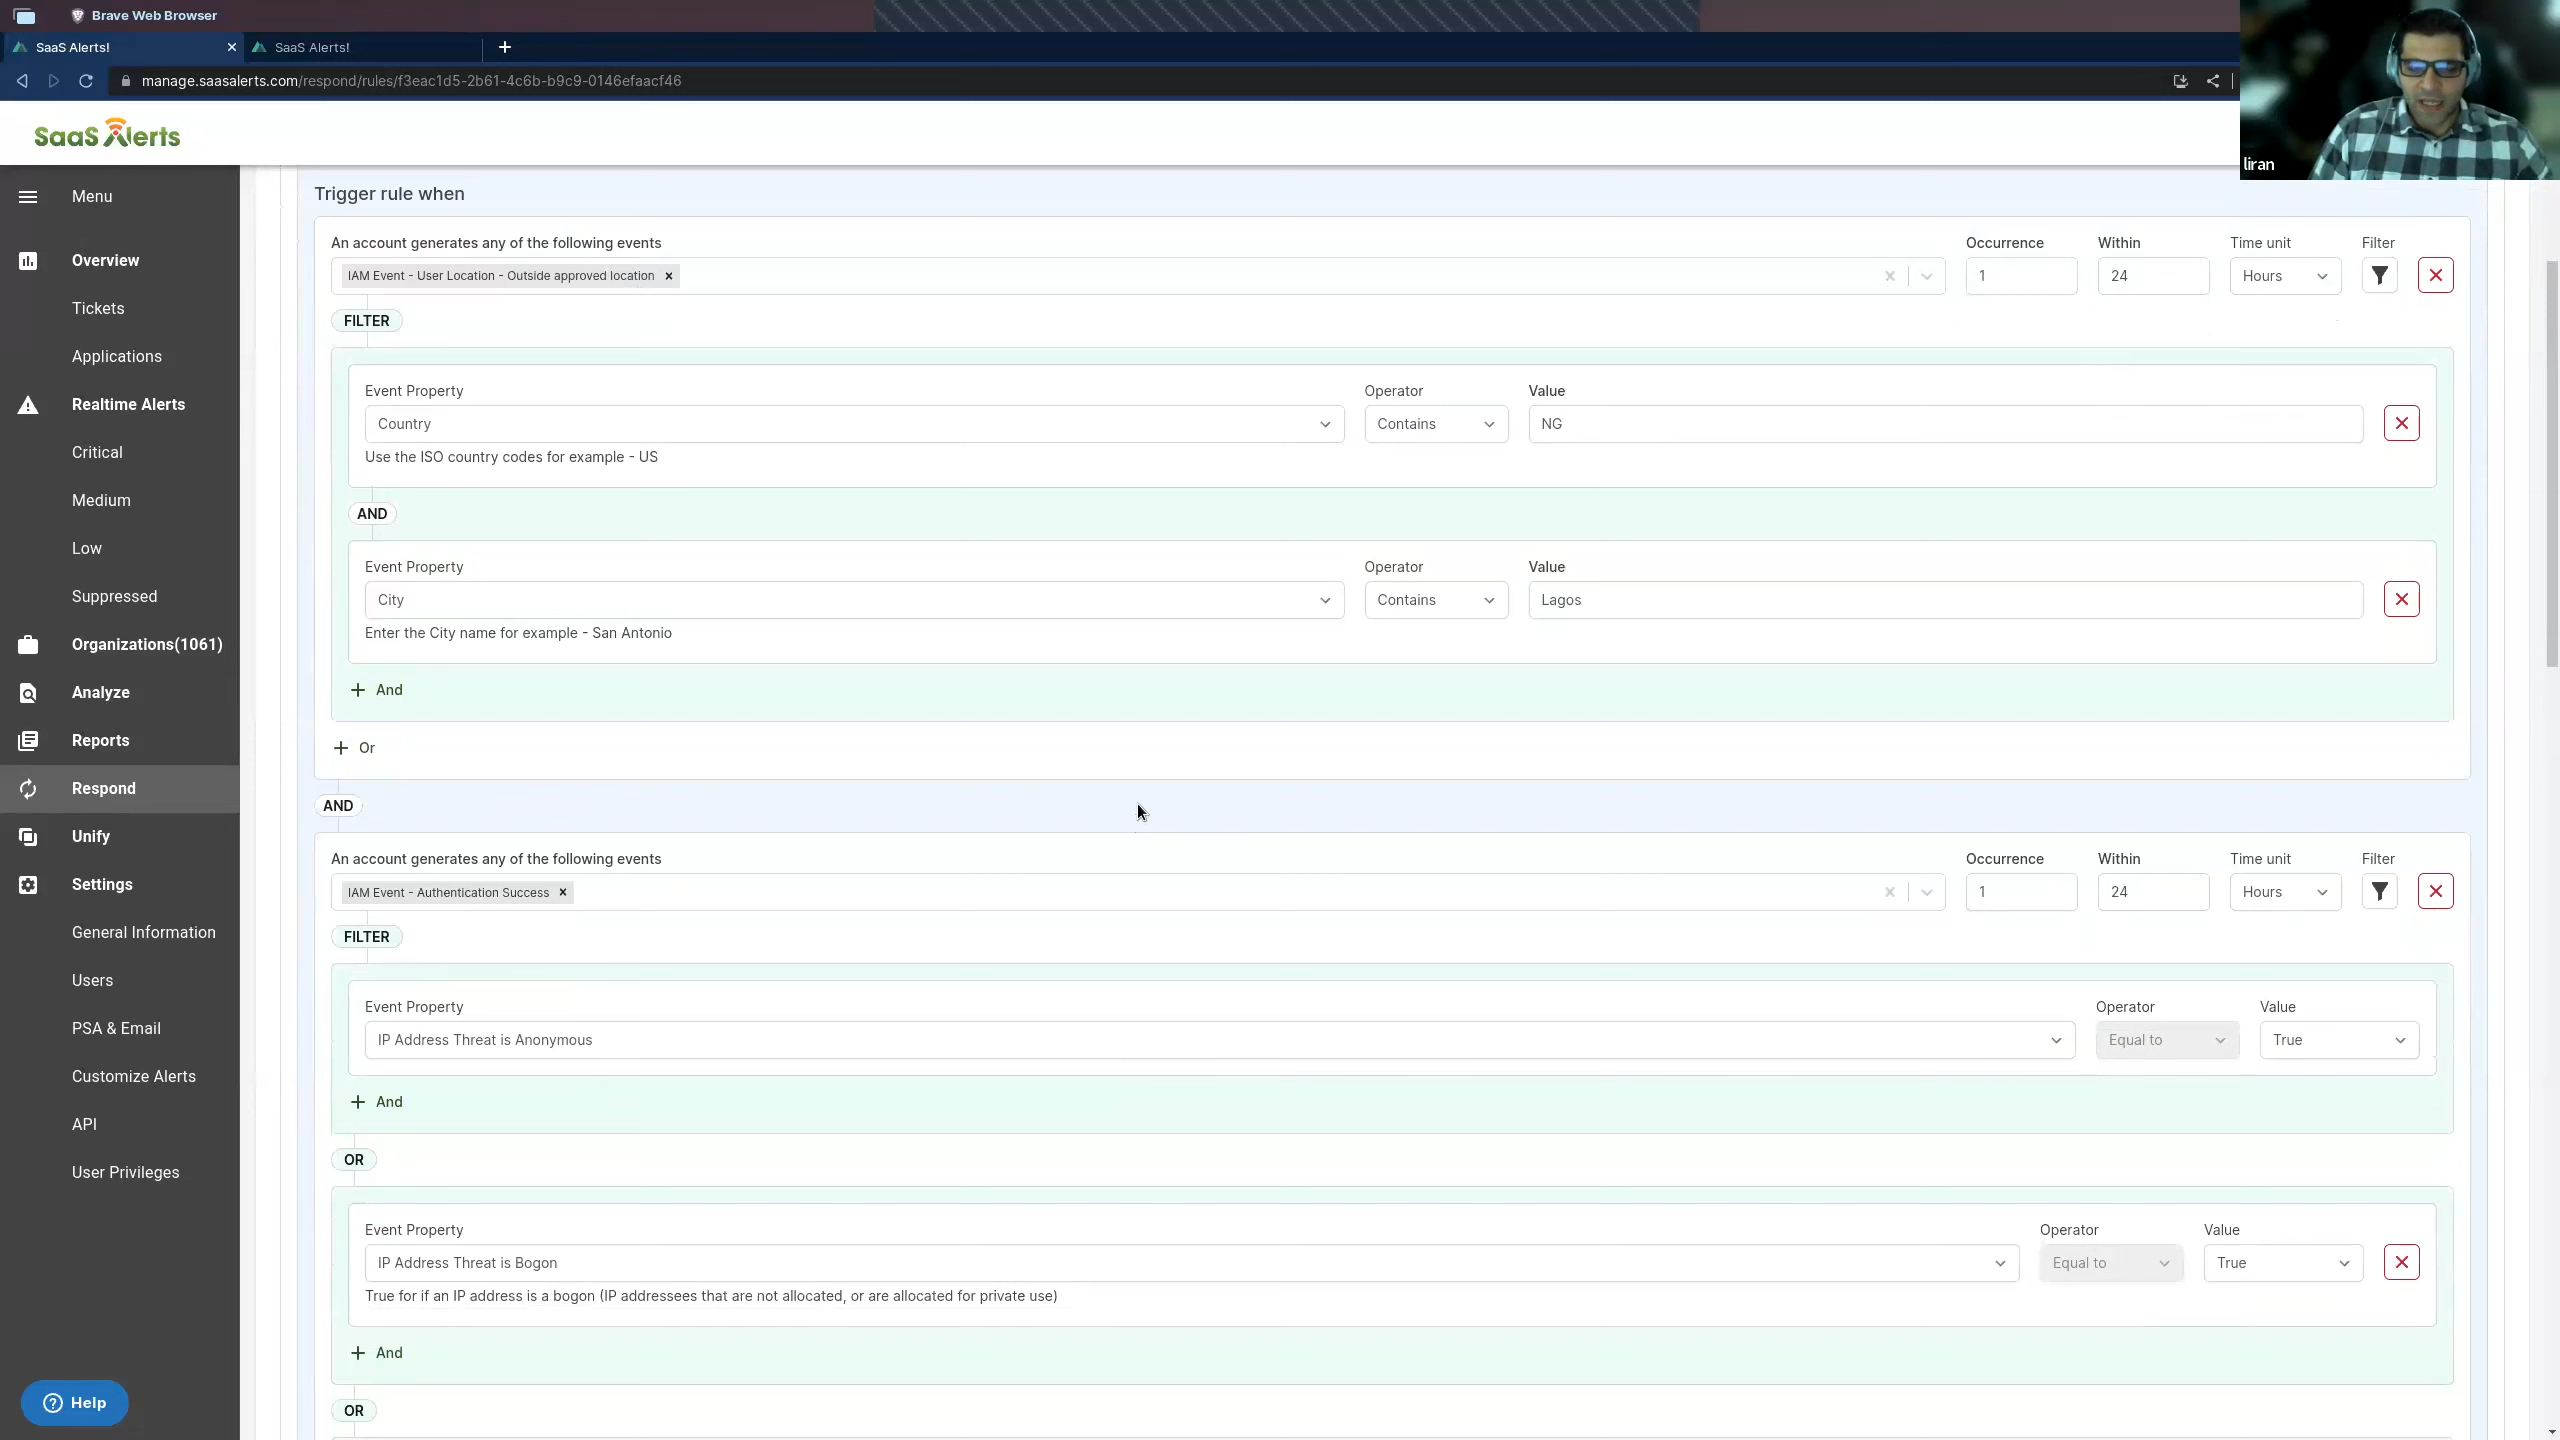 Brave Web Browser
SaaS Alerts!
SaaS Alerts!
manage.saasalerts.com/respond/rules/f3eac1d5-2b61-4c6b-b9c9-0146efaacf46
liran
SaaS Alerts
Menu
Overview
Tickets
Applications
Realtime Alerts
Critical
Medium
Low
Suppressed
Organizations(1061)
Analyze
Reports
Respond
Unify
Settings
General Information
Users
PSA & Email
Customize Alerts
API
User Privileges
Help
Trigger rule when
An account generates any of the following events Occurrence Within Time unit Filter
IAM Event - User Location - Outside approved location 1 24 Hours
FILTER
Event Property Operator Value
Country Contains NG
Use the ISO country codes for example - US
AND
Event Property Operator Value
City Contains Lagos
Enter the City name for example - San Antonio
And
Or
AND
An account generates any of the following events Occurrence Within Time unit Filter
IAM Event - Authentication Success 1 24 Hours
FILTER
Event Property Operator Value
IP Address Threat is Anonymous Equal to True
And
OR
Event Property Operator Value
IP Address Threat is Bogon Equal to True
True for if an IP address is a bogon (IP addressees that are not allocated, or are allocated for private use)
And
OR